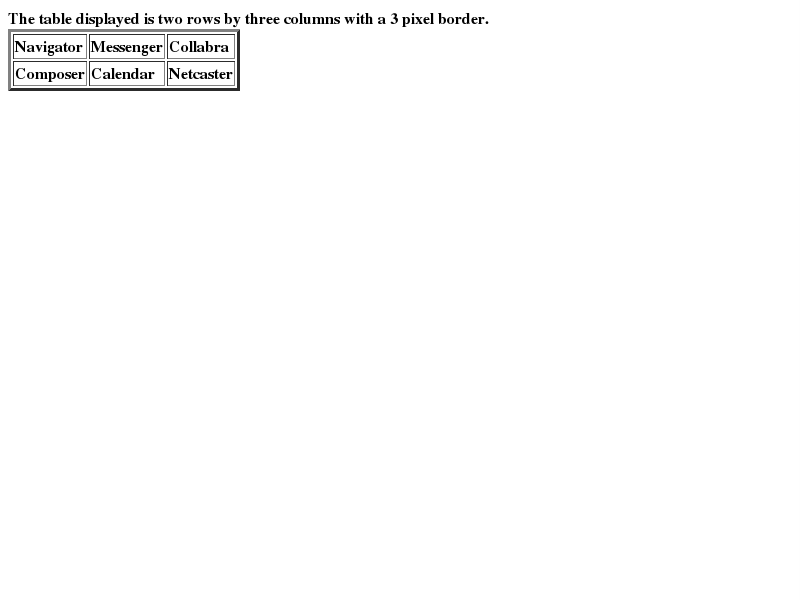 The table displayed is two rows by three columns with a 3 pixel border.
Navigator Messenger Collabra
Composer Calendar Netcaster